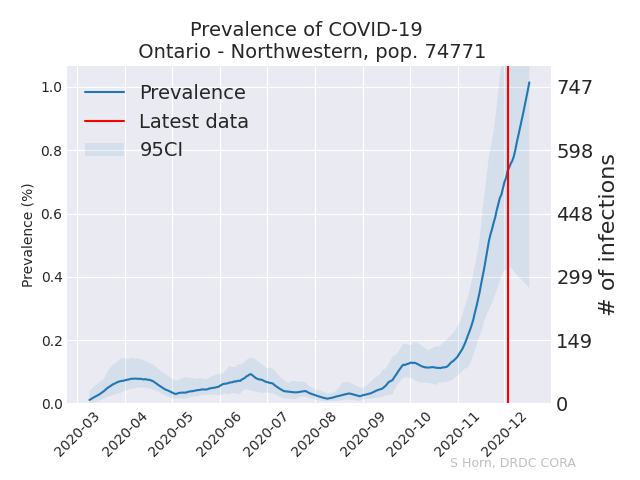 Prevalence of COVID-19
Ontario - Northwestern, pop. 74771
Prevalence
Latest data
95CI
Prevalence (%)
1.0
0.8
0.6
0.4
0.2
0.0
747
598
448
299
149
0
# of infections
2020-03
2020-04
2020-05
2020-06
2020-07
2020-08
2020-09
2020-10
2020-11
2020-12
S Horn, DRDC CORA